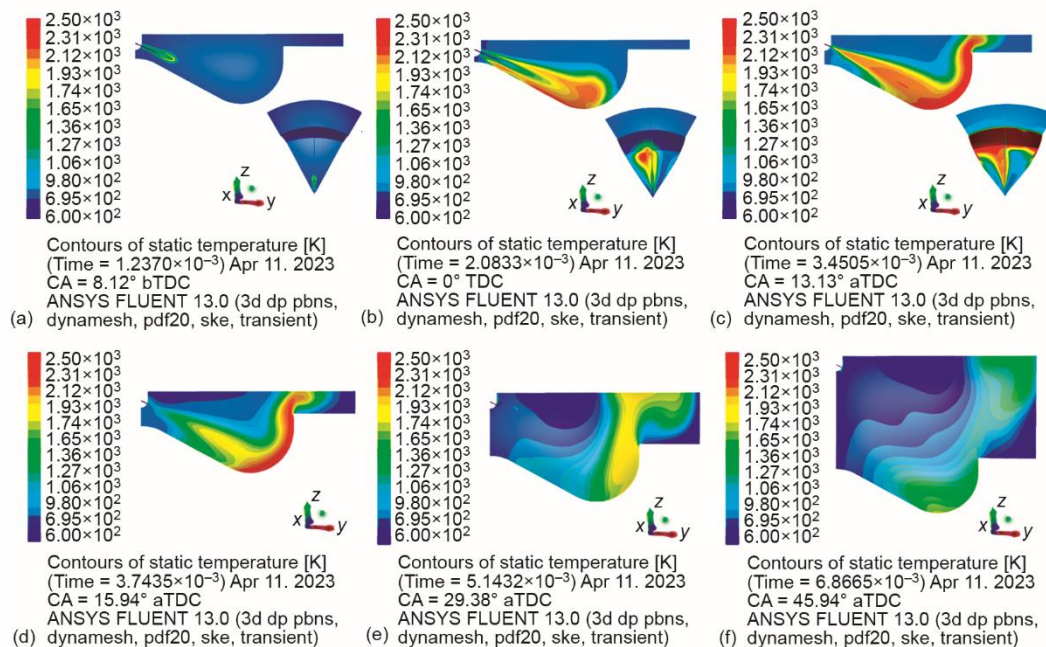 2.50×10³
2.31×10³
2.12×10³
1.93×10³
1.74×10³
1.65×10³
1.36×10³
1.27×10³
1.06×10³
9.80×10²
6.95×10²
6.00×10²
z
x y
Contours of static temperature [K]
(Time = 1.2370×10⁻³) Apr 11. 2023
CA = 8.12° bTDC
ANSYS FLUENT 13.0 (3d dp pbns,
(a) dynamesh, pdf20, ske, transient)
2.50×10³
2.31×10³
2.12×10³
1.93×10³
1.74×10³
1.65×10³
1.36×10³
1.27×10³
1.06×10³
9.80×10²
6.95×10²
6.00×10²
z
x y
Contours of static temperature [K]
(Time = 2.0833×10⁻³) Apr 11. 2023
CA = 0° TDC
ANSYS FLUENT 13.0 (3d dp pbns,
(b) dynamesh, pdf20, ske, transient)
2.50×10³
2.31×10³
2.12×10³
1.93×10³
1.74×10³
1.65×10³
1.36×10³
1.27×10³
1.06×10³
9.80×10²
6.95×10²
6.00×10²
z
x y
Contours of static temperature [K]
(Time = 3.4505×10⁻³) Apr 11. 2023
CA = 13.13° aTDC
ANSYS FLUENT 13.0 (3d dp pbns,
(c) dynamesh, pdf20, ske, transient)
2.50×10³
2.31×10³
2.12×10³
1.93×10³
1.74×10³
1.65×10³
1.36×10³
1.27×10³
1.06×10³
9.80×10²
6.95×10²
6.00×10²
z
x y
Contours of static temperature [K]
(Time = 3.7435×10⁻³) Apr 11. 2023
CA = 15.94° aTDC
ANSYS FLUENT 13.0 (3d dp pbns,
(d) dynamesh, pdf20, ske, transient)
2.50×10³
2.31×10³
2.12×10³
1.93×10³
1.74×10³
1.65×10³
1.36×10³
1.27×10³
1.06×10³
9.80×10²
6.95×10²
6.00×10²
z
x y
Contours of static temperature [K]
(Time = 5.1432×10⁻³) Apr 11. 2023
CA = 29.38° aTDC
ANSYS FLUENT 13.0 (3d dp pbns,
(e) dynamesh, pdf20, ske, transient)
2.50×10³
2.31×10³
2.12×10³
1.93×10³
1.74×10³
1.65×10³
1.36×10³
1.27×10³
1.06×10³
9.80×10²
6.95×10²
6.00×10²
z
x y
Contours of static temperature [K]
(Time = 6.8665×10⁻³) Apr 11. 2023
CA = 45.94° aTDC
ANSYS FLUENT 13.0 (3d dp pbns,
(f) dynamesh, pdf20, ske, transient)